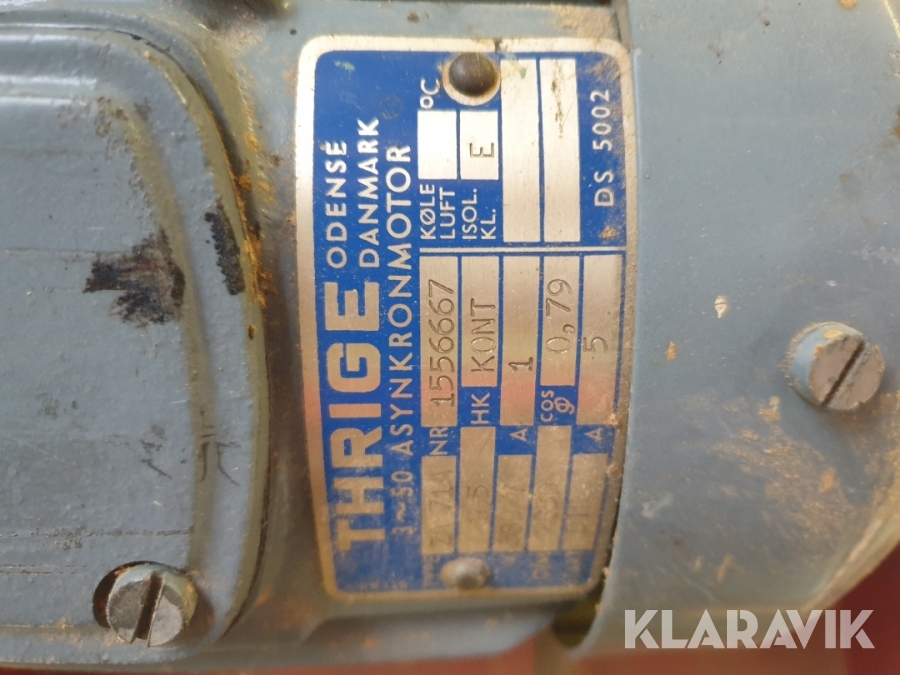 THRIGE ODENSE DANMARK
3~50 ASYNKRONMOTOR
NR 1556667 KØLE LUFT °C
HK KONT ISOL. KL. E
A 1
COS φ 0,79
A 5
DS 5002
KLARAVIK